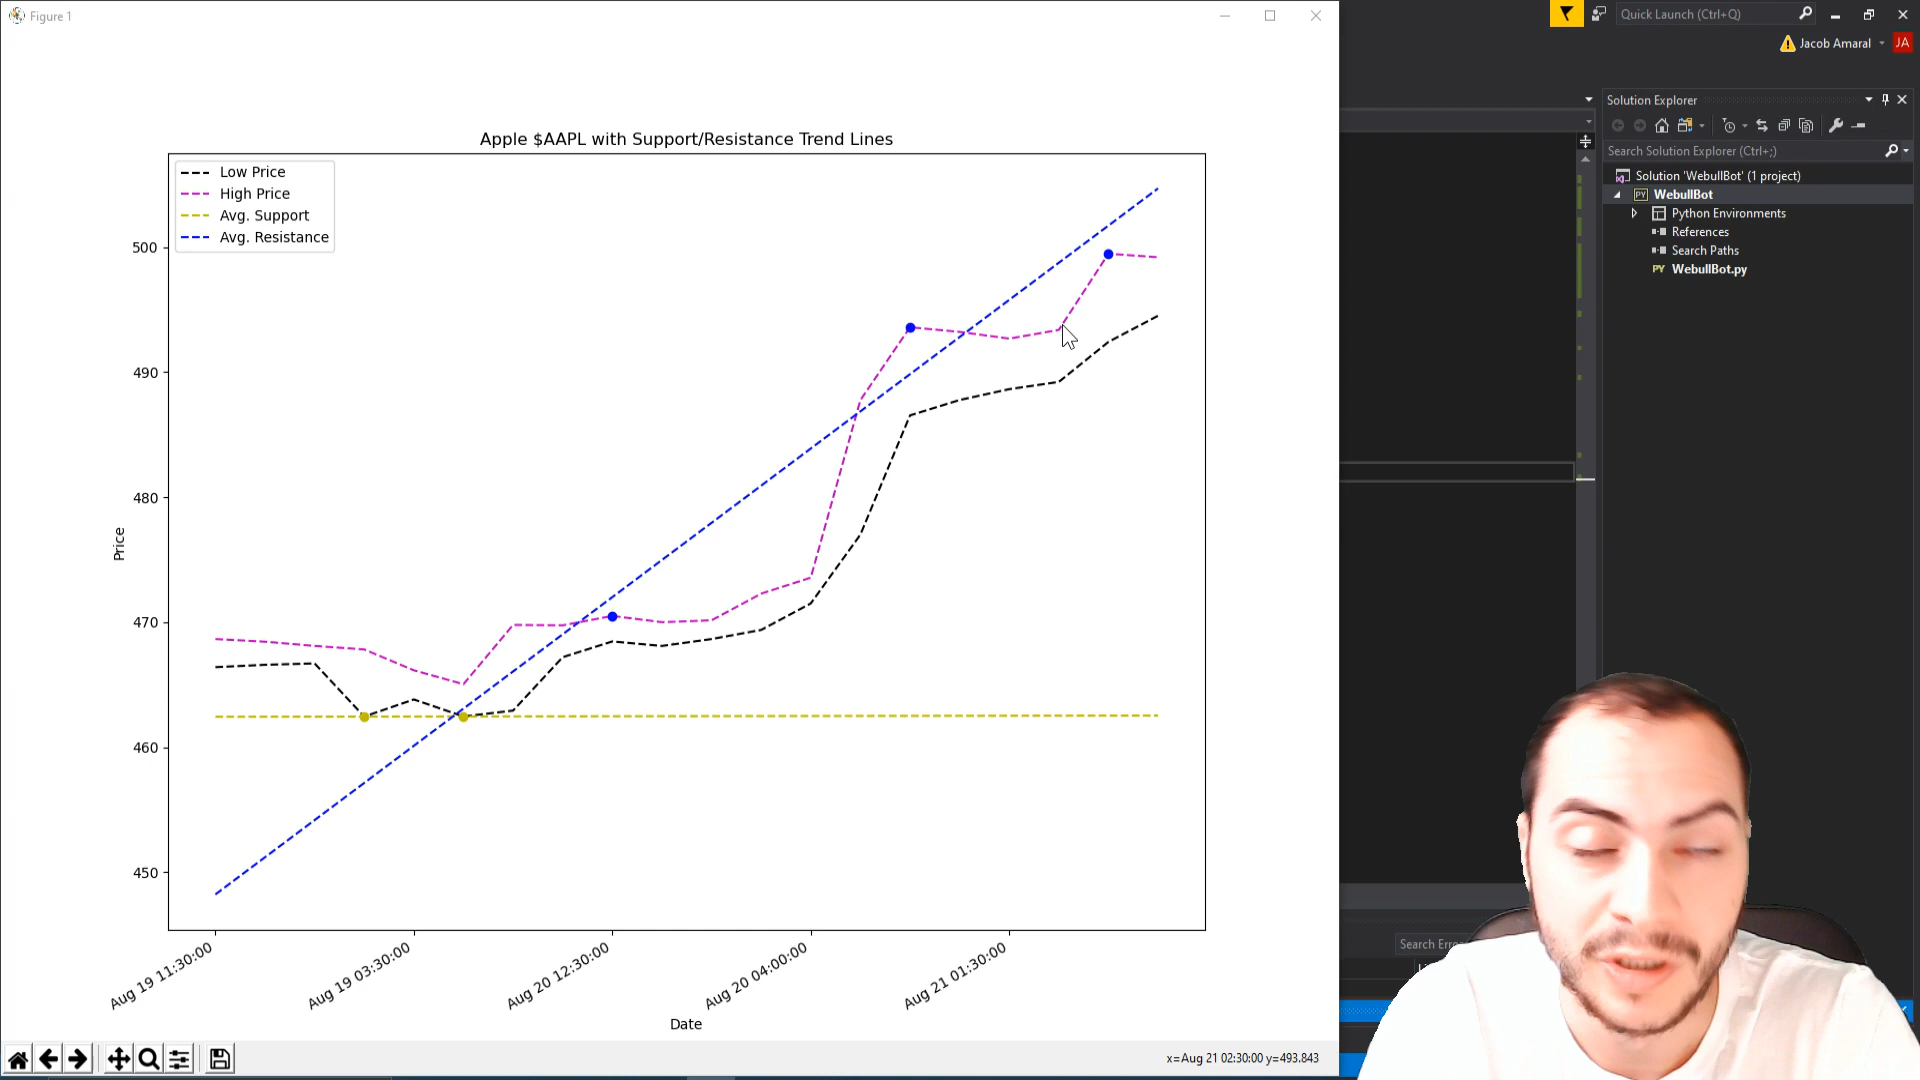 Figure 1
Quick Launch (Ctrl+Q)
Jacob Amaral
JA
Apple $AAPL with Support/Resistance Trend Lines
Low Price
High Price
Avg. Support
Avg. Resistance
500
490
480
470
460
450
Price
Aug 19 11:30:00
Aug 19 03:30:00
Aug 20 12:30:00
Aug 20 04:00:00
Aug 21 01:30:00
Date
x=Aug 21 02:30:00 y=493.843
Solution Explorer
Search Solution Explorer (Ctrl+;)
Solution 'WebullBot' (1 project)
PY WebullBot
Python Environments
References
Search Paths
PY WebullBot.py
Search